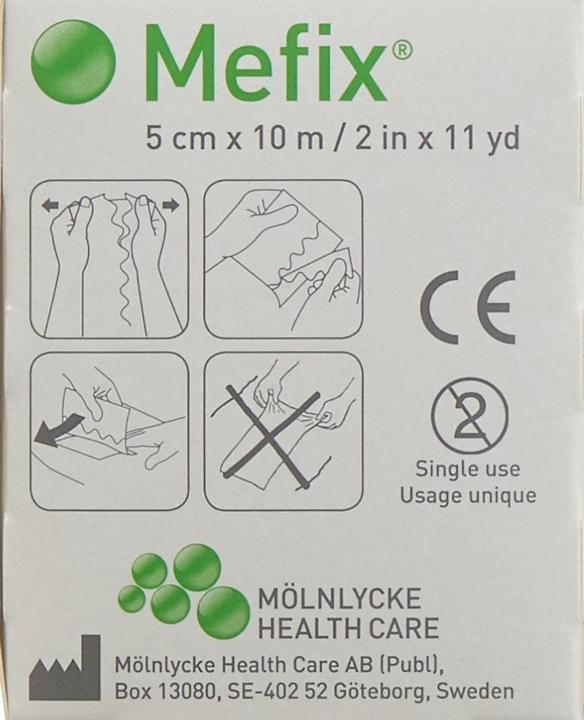 Mefix®
5 cm x 10 m / 2 in x 11 yd
CE
2
Single use
Usage unique
MÖLNLYCKE
HEALTH CARE
Mölnlycke Health Care AB (Publ),
Box 13080, SE-402 52 Göteborg, Sweden